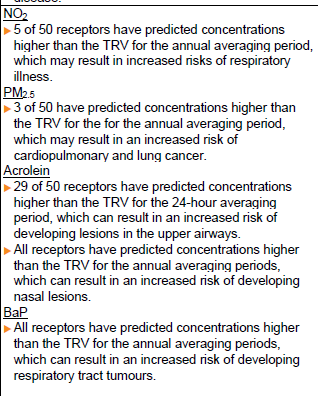 disease.
NO2
▶ 5 of 50 receptors have predicted concentrations
higher than the TRV for the annual averaging period,
which may result in increased risks of respiratory
illness.
PM2.5
▶ 3 of 50 have predicted concentrations higher than
the TRV for the for the annual averaging period,
which may result in an increased risk of
cardiopulmonary and lung cancer.
Acrolein
▶ 29 of 50 receptors have predicted concentrations
higher than the TRV for the 24-hour averaging
period, which can result in an increased risk of
developing lesions in the upper airways.
▶ All receptors have predicted concentrations higher
than the TRV for the annual averaging periods,
which can result in an increased risk of developing
nasal lesions.
BaP
▶ All receptors have predicted concentrations higher
than the TRV for the annual averaging periods,
which can result in an increased risk of developing
respiratory tract tumours.